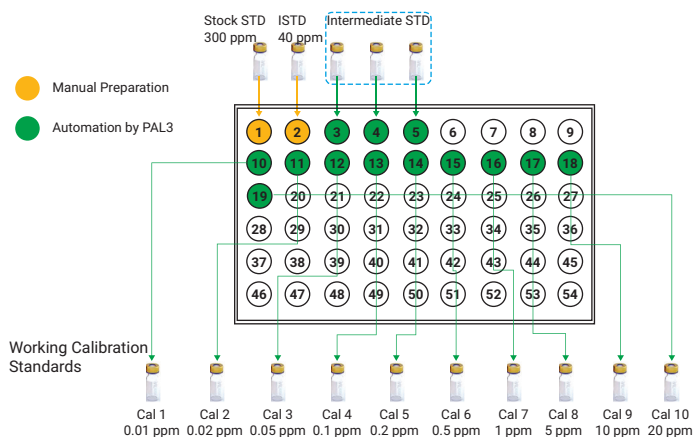 Stock STD
300 ppm
ISTD
40 ppm
Intermediate STD
Manual Preparation
Automation by PAL3
1 2 3 4 5 6 7 8 9
10 11 12 13 14 15 16 17 18
19 20 21 22 23 24 25 26 27
28 29 30 31 32 33 34 35 36
37 38 39 40 41 42 43 44 45
46 47 48 49 50 51 52 53 54
Working Calibration
Standards
Cal 1
0.01 ppm
Cal 2
0.02 ppm
Cal 3
0.05 ppm
Cal 4
0.1 ppm
Cal 5
0.2 ppm
Cal 6
0.5 ppm
Cal 7
1 ppm
Cal 8
5 ppm
Cal 9
10 ppm
Cal 10
20 ppm